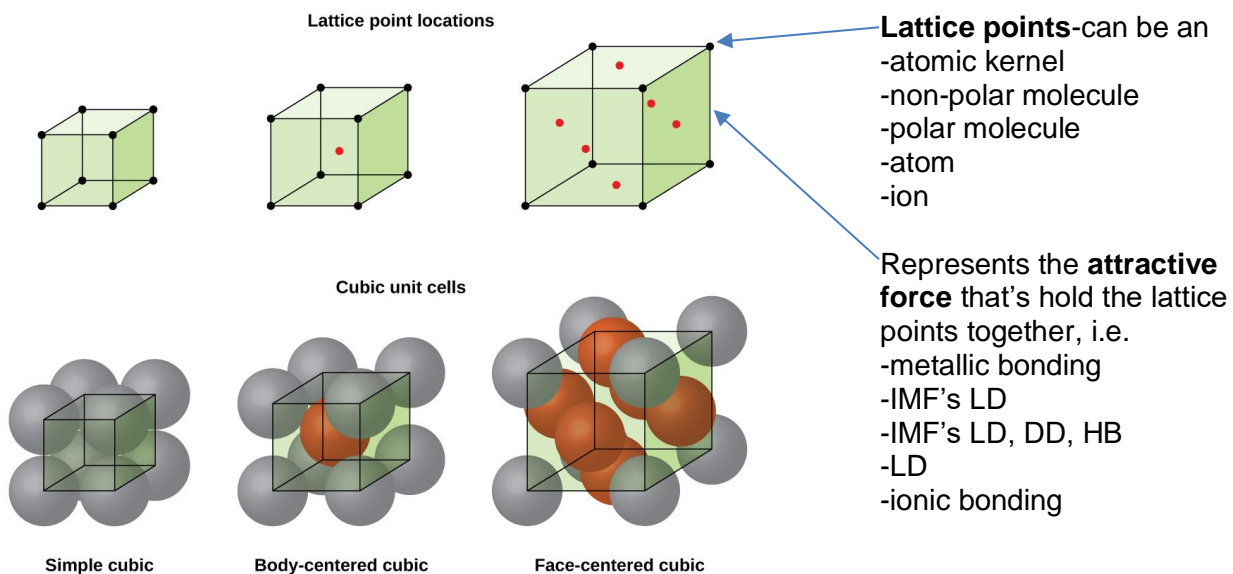 Lattice point locations
Lattice points-can be an
-atomic kernel
-non-polar molecule
-polar molecule
-atom
-ion
Represents the attractive
force that's hold the lattice
points together, i.e.
-metallic bonding
-IMF's LD
-IMF's LD, DD, HB
-LD
-ionic bonding
Cubic unit cells
Simple cubic
Body-centered cubic
Face-centered cubic